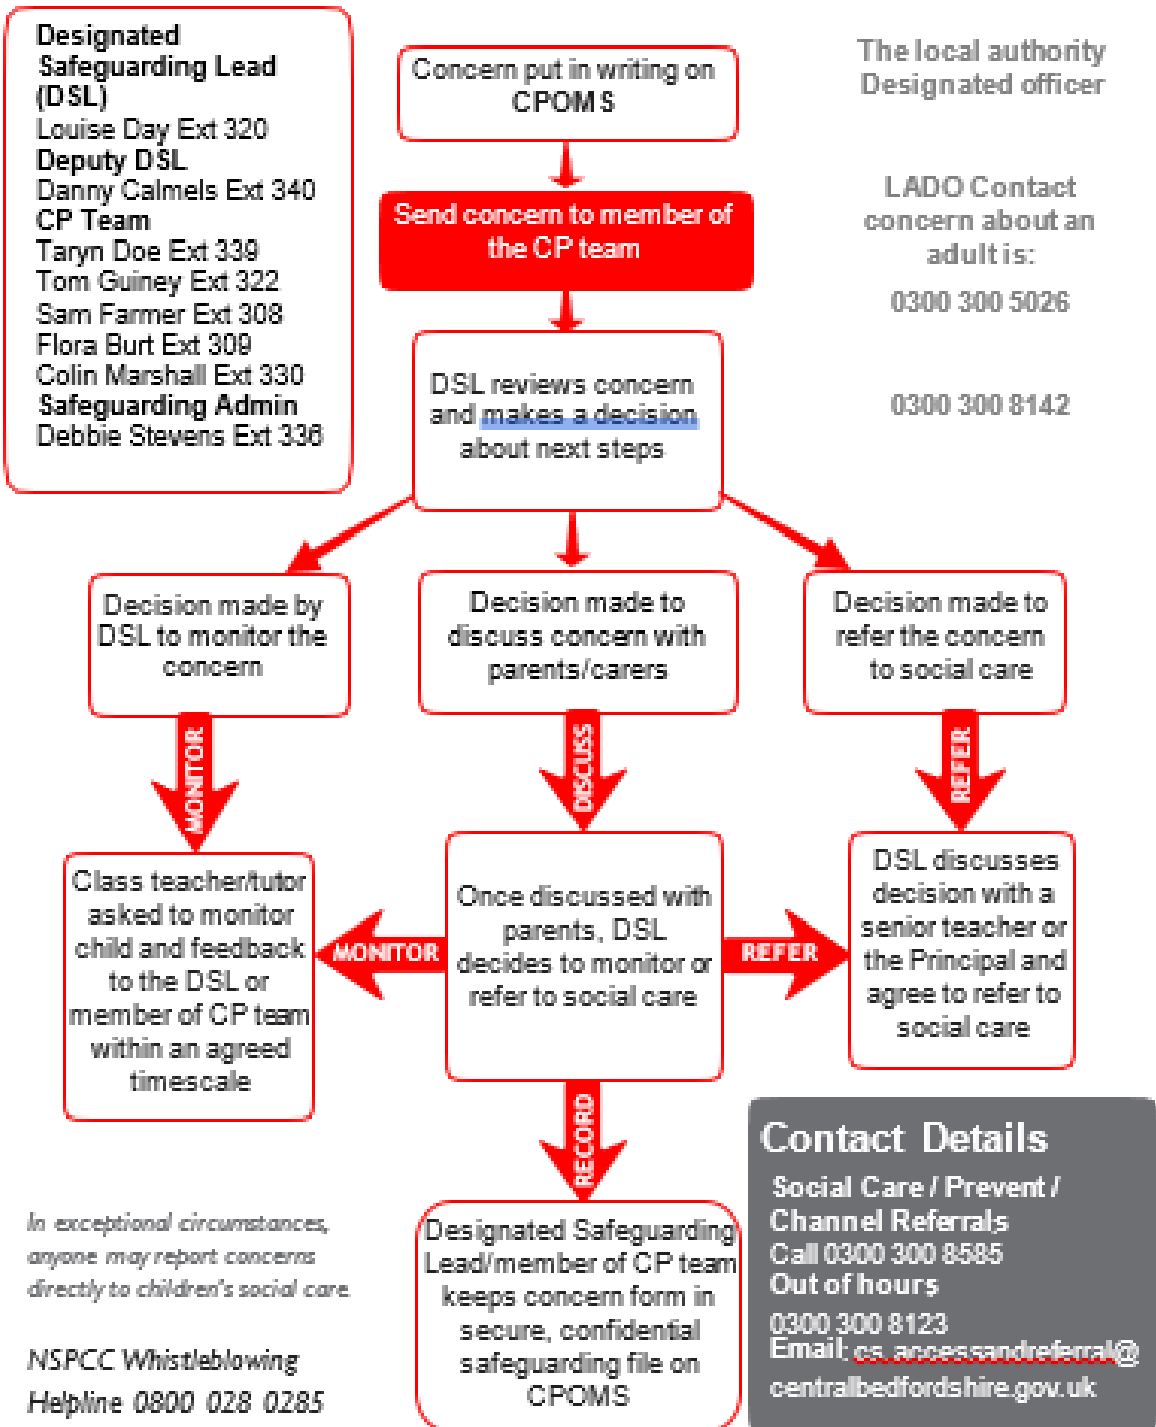 Designated
Safeguarding Lead
(DSL)
Louise Day Ext 320
Deputy DSL
Danny Calmels Ext 340
CP Team
Taryn Doe Ext 339
Tom Guiney Ext 322
Sam Farmer Ext 308
Flora Burt Ext 309
Colin Marshall Ext 330
Safeguarding Admin
Debbie Stevens Ext 336
Concern put in writing on
CPOMS
The local authority
Designated officer
LADO Contact
concern about an
adult is:
0300 300 5026
0300 300 8142
Send concern to member of
the CP team
DSL reviews concern
and makes a decision
about next steps
Decision made by
DSL to monitor the
concern
Decision made to
discuss concern with
parents/carers
Decision made to
refer the concern
to social care
MONITOR
DISCUSS
REFER
Class teacher/tutor
asked to monitor
child and feedback
to the DSL or
member of CP team
within an agreed
timescale
MONITOR
Once discussed with
parents, DSL
decides to monitor or
refer to social care
REFER
DSL discusses
decision with a
senior teacher or
the Principal and
agree to refer to
social care
RECORD
Designated Safeguarding
Lead/member of CP team
keeps concern form in
secure, confidential
safeguarding file on
CPOMS
In exceptional circumstances,
anyone may report concerns
directly to children's social care.
NSPCC Whistleblowing
Helpline 0800 028 0285
Contact Details
Social Care / Prevent /
Channel Referrals
Call 0300 300 8585
Out of hours
0300 300 8123
Email: cs.accessandreferral@
centralbedfordshire.gov.uk